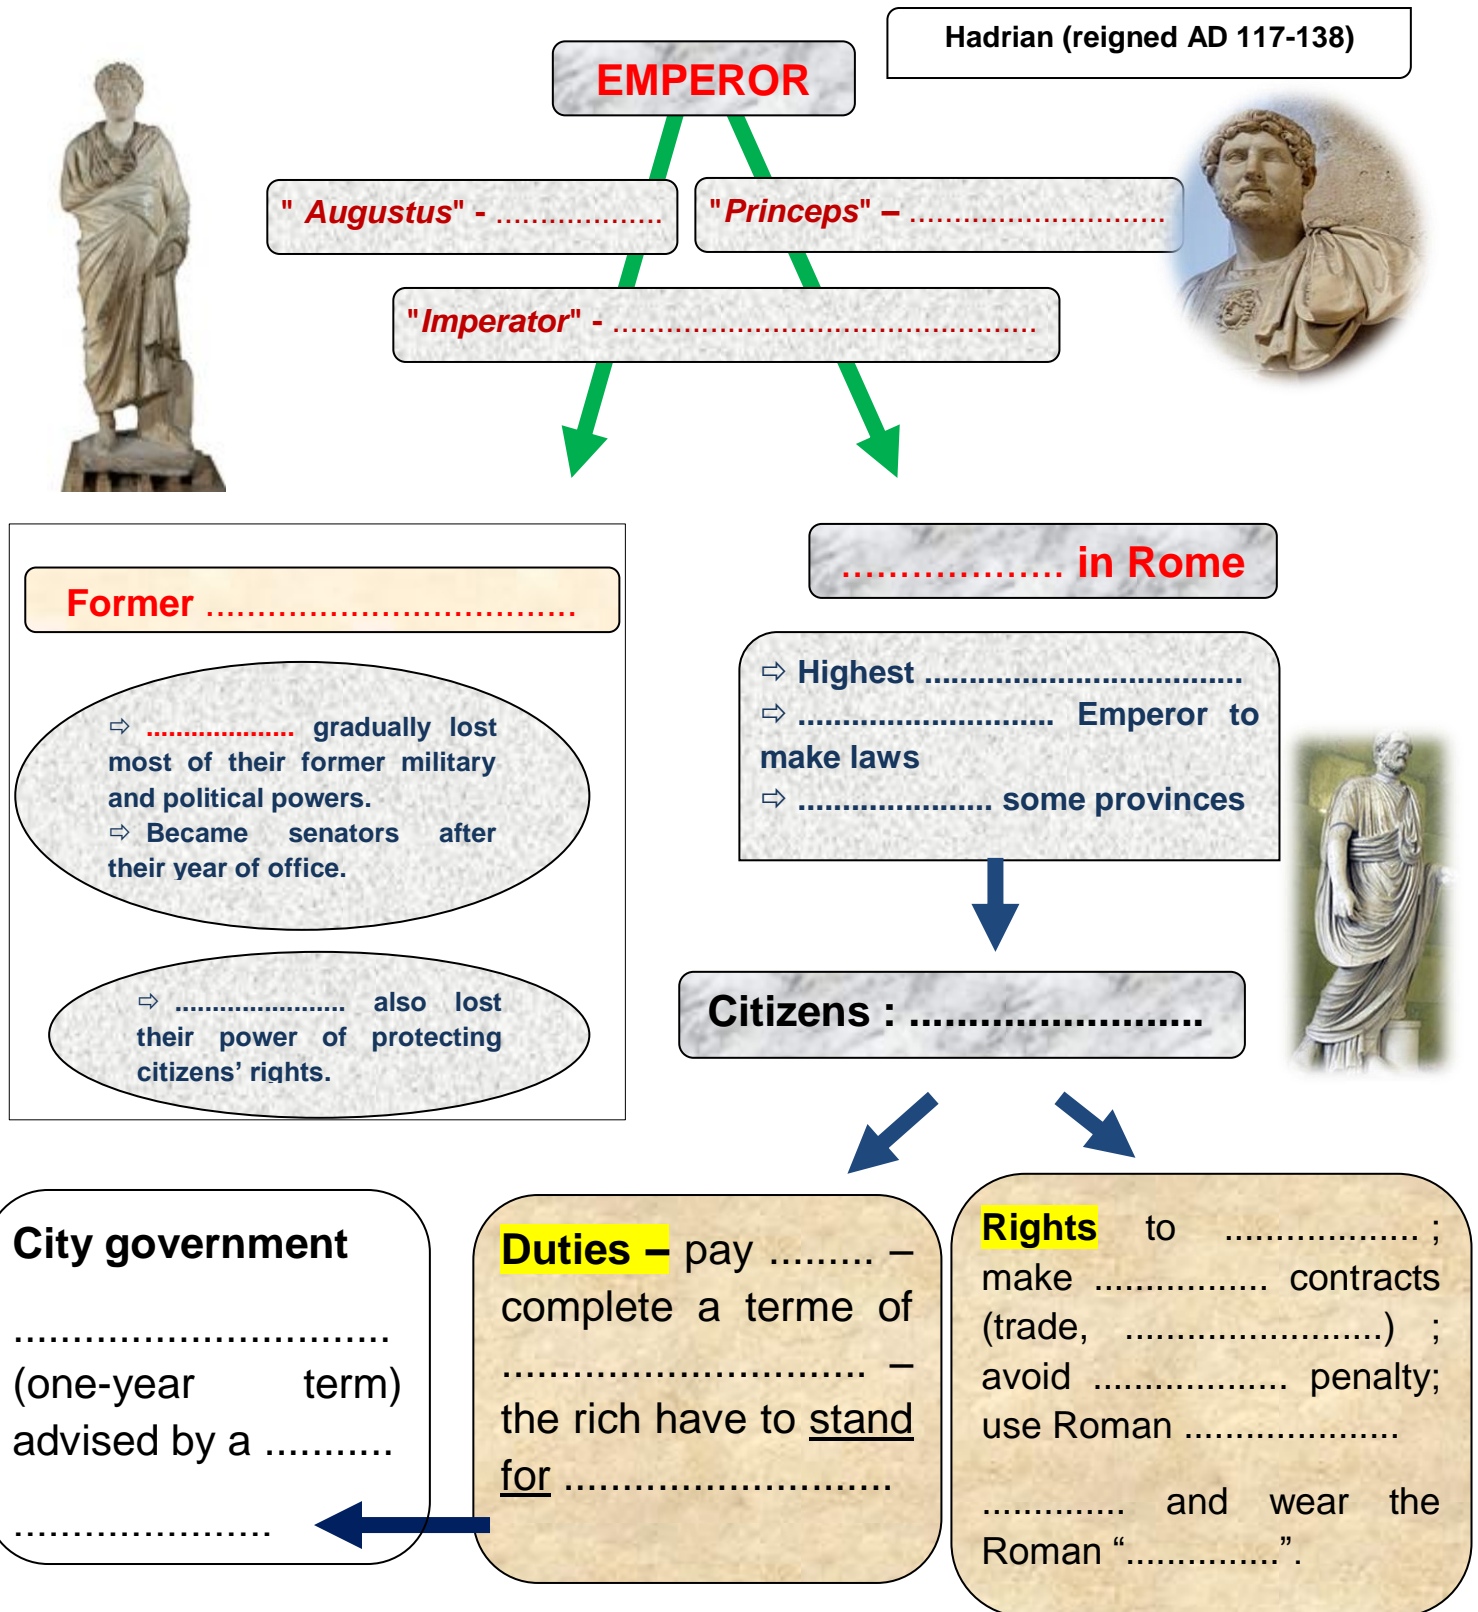 Hadrian (reigned AD 117-138)
EMPEROR
" Augustus" - ...................
"Princeps" – .............................
"Imperator" - ................................................
Former ....................................
................... in Rome
⇨ .................... gradually lost
most of their former military
and political powers.
⇨ Became senators after
their year of office.
⇨ ....................... also lost
their power of protecting
citizens’ rights.
⇨ Highest ....................................
⇨ ............................. Emperor to
make laws
⇨ ...................... some provinces
Citizens : .........................
City government
................................
(one-year term)
advised by a ...........
......................
Duties – pay ......... –
complete a terme of
............................... –
the rich have to stand
for ............................
Rights to ................... ;
make ................. contracts
(trade, .........................) ;
avoid ................... penalty;
use Roman .....................
.............. and wear the
Roman “...............”.